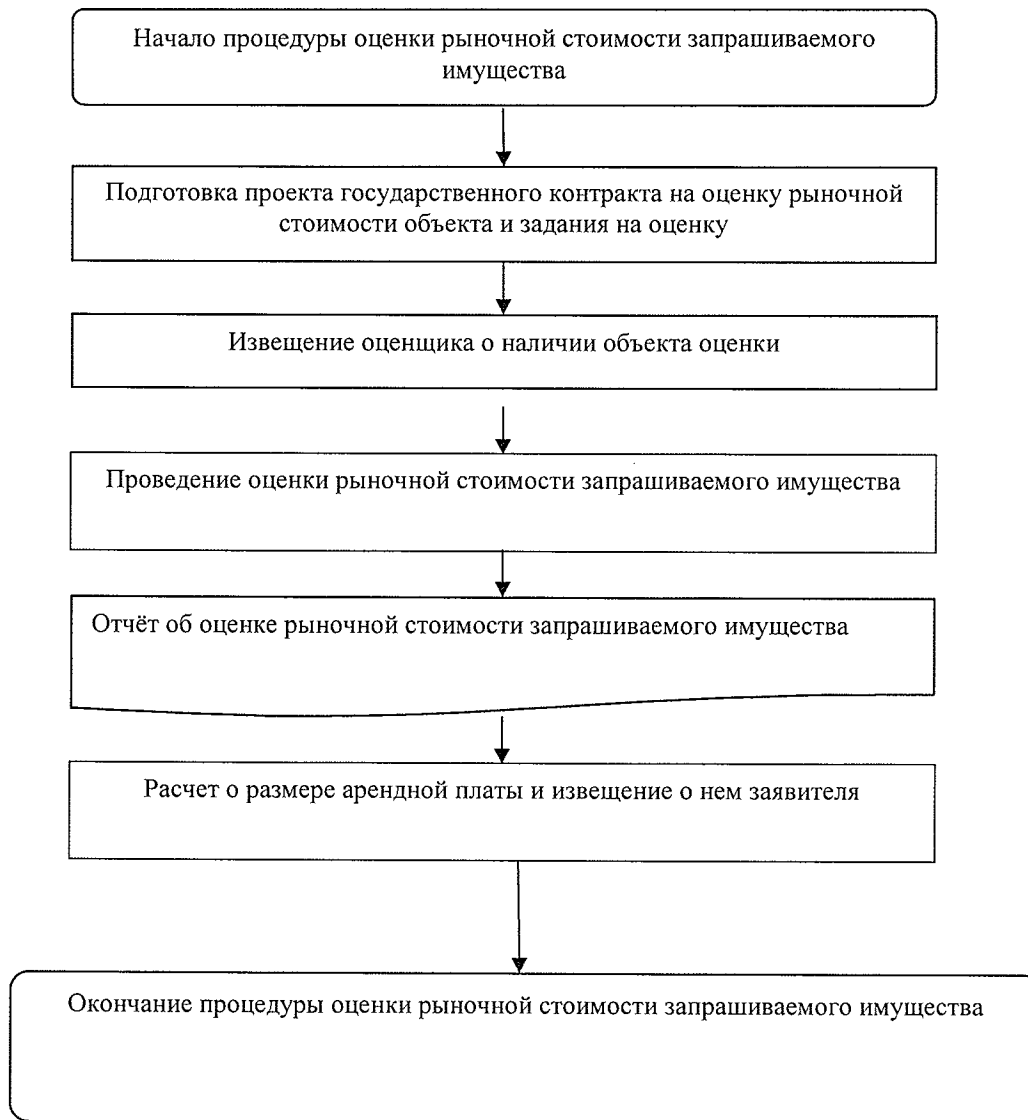 Начало процедуры оценки рыночной стоимости запрашиваемого
имущества
Подготовка проекта государственного контракта на оценку рыночной
стоимости объекта и задания на оценку
Извещение оценщика о наличии объекта оценки
Проведение оценки рыночной стоимости запрашиваемого имущества
Отчёт об оценке рыночной стоимости запрашиваемого имущества
Расчет о размере арендной платы и извещение о нем заявителя
Окончание процедуры оценки рыночной стоимости запрашиваемого имущества